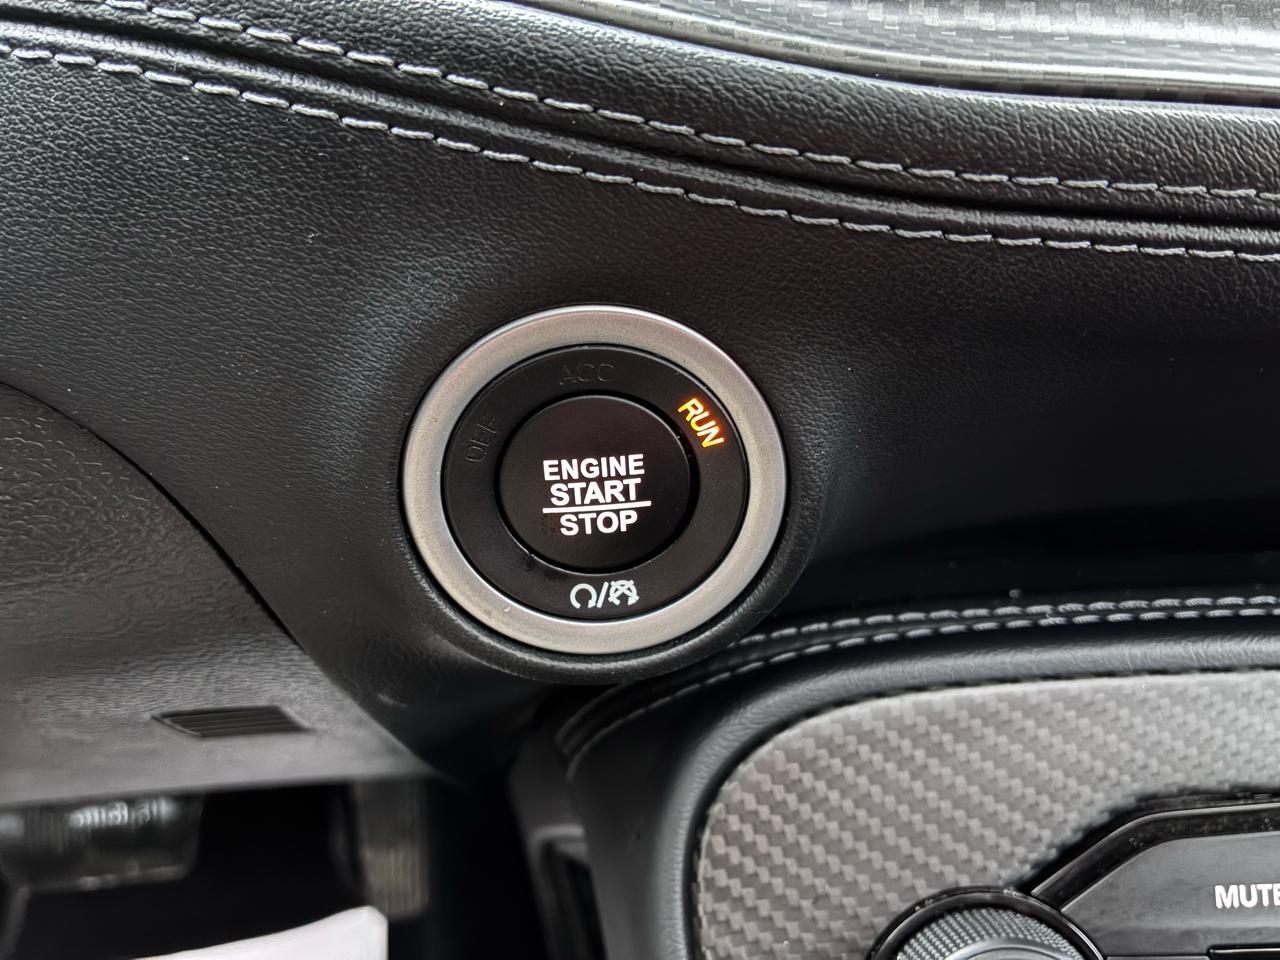 ACC
OFF
RUN
ENGINE
START
STOP
MUTE